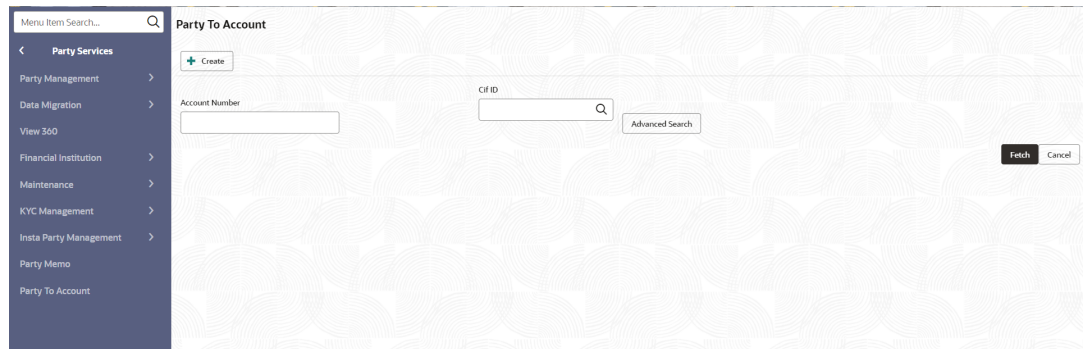 Menu Item Search...
Party Services
Party Management
Data Migration
View 360
Financial Institution
Maintenance
KYC Management
Insta Party Management
Party Memo
Party To Account
Party To Account
Create
Account Number
Cif ID
Advanced Search
Fetch
Cancel